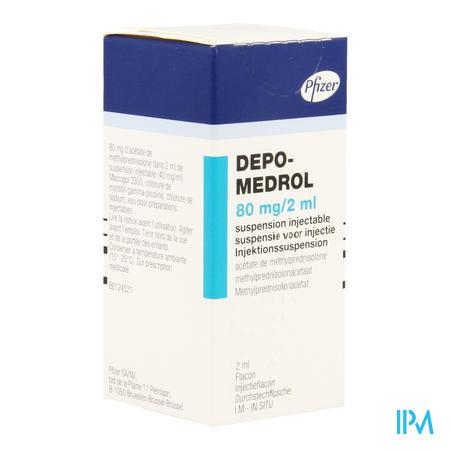 Pfizer
DEPO-
MEDROL
80 mg/2 ml
suspension injectable
suspensie voor injectie
Injektionssuspension
acétate de méthylprednisolone
methylprednisolonacetaat
Methylprednisolonacetat
2 ml
Flacon
Injectieflacon
Durchstechflasche
I.M. - IN SITU
80 mg d'acétate de
méthylprednisolone dans 2 ml de
suspension injectable (40 mg/ml).
Macrogol 3350, chlorure de
myristyl-gamma-picoline, chlorure de
sodium, eau pour préparations
injectables.
Lire la notice avant l'utilisation. Agiter
avant l'emploi. Tenir hors de la vue
et de la portée des enfants.
Conserver à température ambiante
(15°-25°C). Sur prescription
médicale.
BE124521
Pfizer SA/NV
bld de la Plaine 17 Pleinlaan,
B-1050 Bruxelles-Brussel-Brüssel.
IPM